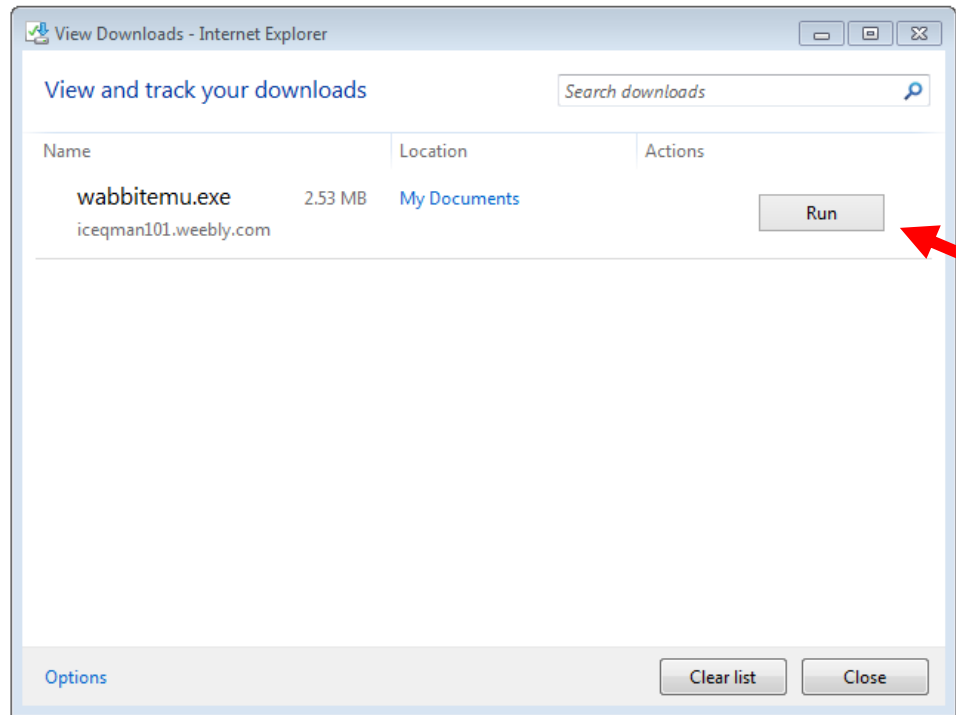 View Downloads - Internet Explorer
View and track your downloads
Search downloads
Name Location Actions
wabbitemu.exe 2.53 MB My Documents Run
iceqman101.weebly.com
Options Clear list Close